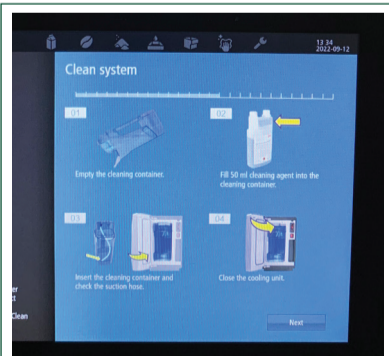 13 34
2022-09-12
Clean system
01
02
Empty the cleaning container.
Fill 50 ml cleaning agent into the
cleaning container.
03
04
Insert the cleaning container and
check the suction hose.
Close the cooling unit.
er
ct
Clean
Next